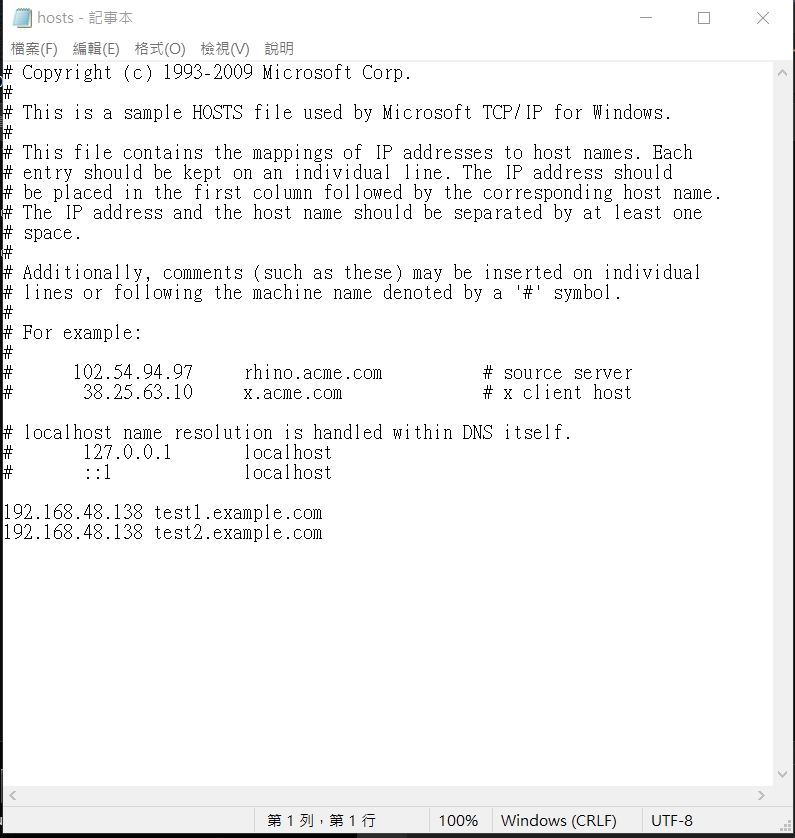 hosts - 記事本
檔案(F) 編輯(E) 格式(O) 檢視(V) 說明
# Copyright (c) 1993-2009 Microsoft Corp.
#
# This is a sample HOSTS file used by Microsoft TCP/IP for Windows.
#
# This file contains the mappings of IP addresses to host names. Each
# entry should be kept on an individual line. The IP address should
# be placed in the first column followed by the corresponding host name.
# The IP address and the host name should be separated by at least one
# space.
#
# Additionally, comments (such as these) may be inserted on individual
# lines or following the machine name denoted by a '#' symbol.
#
# For example:
#
#      102.54.94.97     rhino.acme.com          # source server
#       38.25.63.10     x.acme.com              # x client host

# localhost name resolution is handled within DNS itself.
#       127.0.0.1       localhost
#       ::1             localhost

192.168.48.138 test1.example.com
192.168.48.138 test2.example.com
第 1 列，第 1 行 100% Windows (CRLF) UTF-8